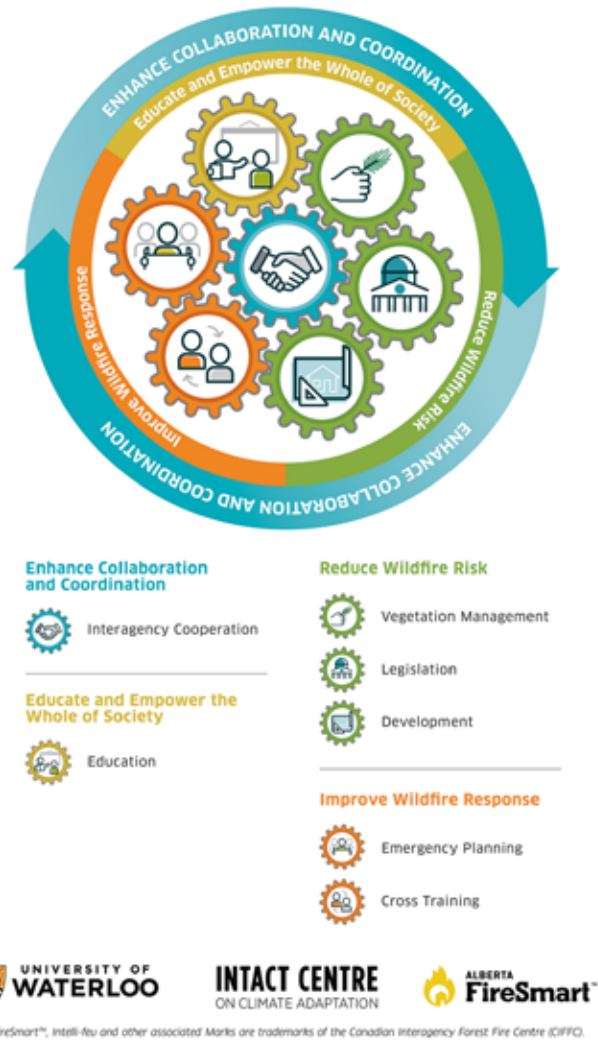 ENHANCE COLLABORATION AND COORDINATION
Educate and Empower the Whole of Society
Improve Wildfire Response
Reduce Wildfire Risk
ENHANCE COLLABORATION AND COORDINATION
Enhance Collaboration
and Coordination
Interagency Cooperation
Educate and Empower the
Whole of Society
Education
Reduce Wildfire Risk
Vegetation Management
Legislation
Development
Improve Wildfire Response
Emergency Planning
Cross Training
UNIVERSITY OF
WATERLOO
INTACT CENTRE
ON CLIMATE ADAPTATION
ALBERTA
FireSmart™
ireSmart™, Intelli-feu and other associated Marks are trademarks of the Canadian Interagency Forest Fire Centre (CIFFC).